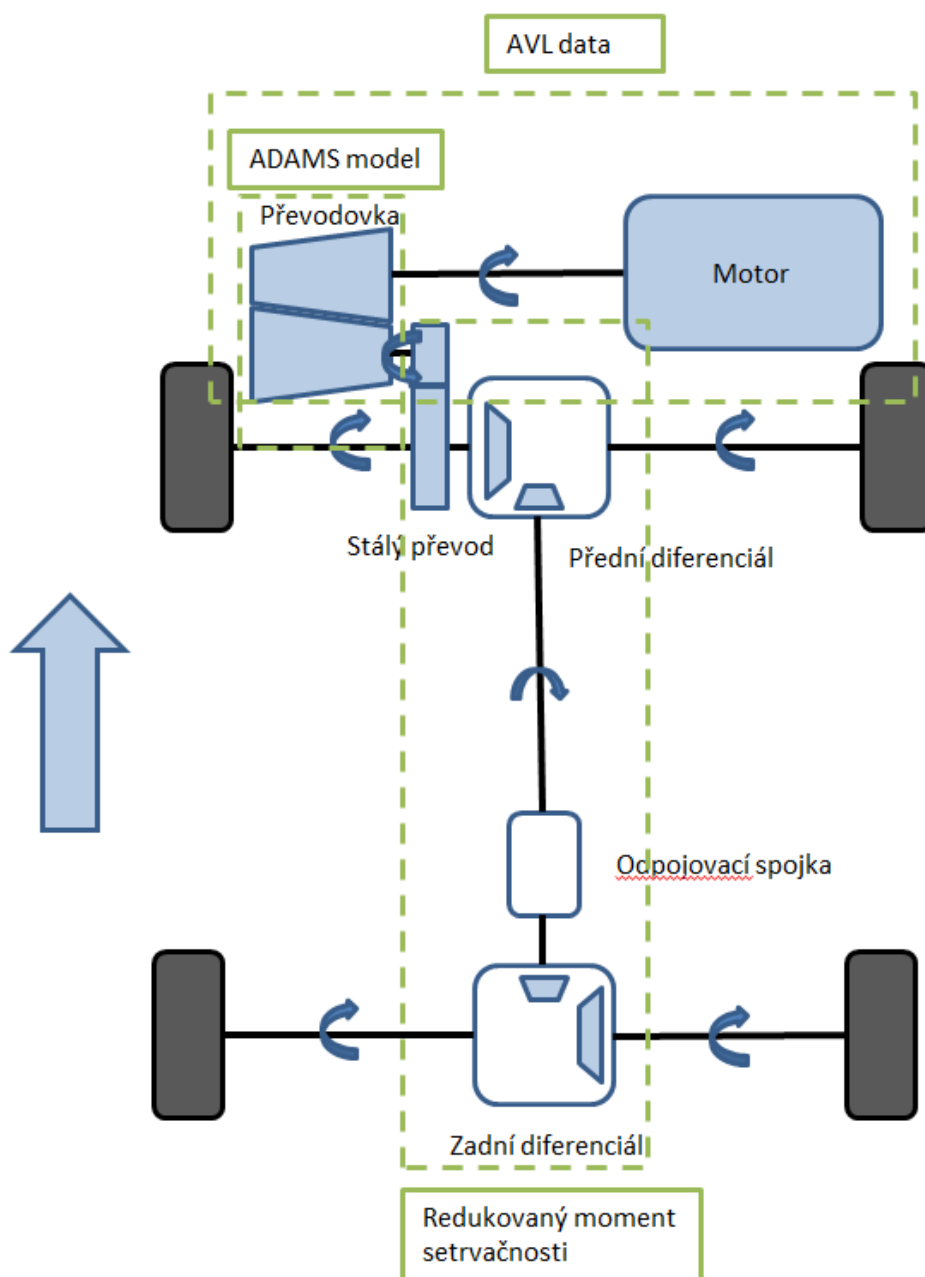 AVL data
ADAMS model
Převodovka
Motor
Stálý převod
Přední diferenciál
Odpojovací spojka
Zadní diferenciál
Redukovaný moment
setrvačnosti